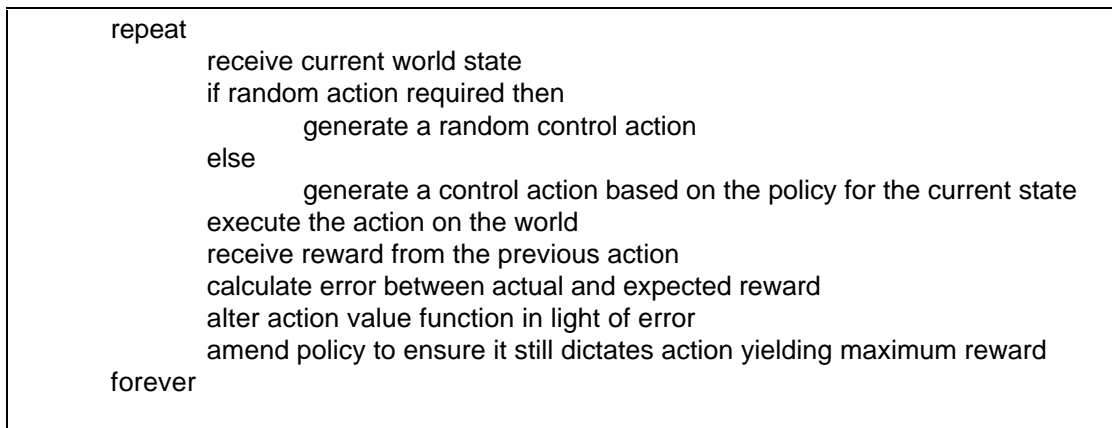 repeat
receive current world state
if random action required then
generate a random control action
else
generate a control action based on the policy for the current state
execute the action on the world
receive reward from the previous action
calculate error between actual and expected reward
alter action value function in light of error
amend policy to ensure it still dictates action yielding maximum reward
forever